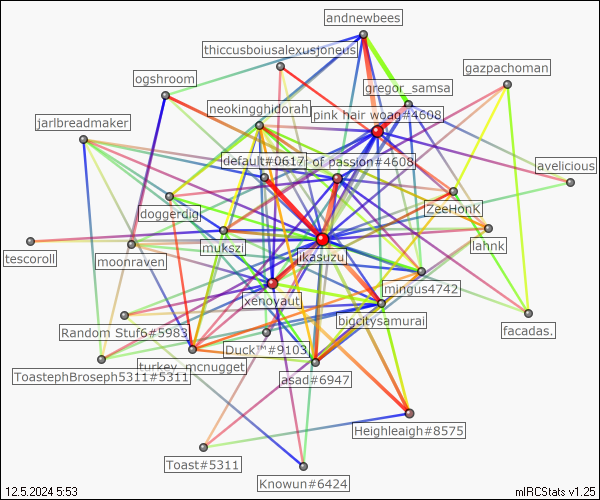 andnewbees
thiccusboiusalexusjoneus
gazpachoman
ogshroom
gregor_samsa
neokingghidorah
pink hair woag#4608
jarlbreadmaker
default#0617
of passion#4608
avelicious
ZeeHonK
doggerdig
muksz
lahnk
tescoroll
moonraven
ikasuzu
mingus4742
xenoyaut
bigcitysamurai
facadas.
Random Stuf6#5983
Duck™#9103
turkey_mcnugget
ToastephBroseph5311#5311
asad#6947
Heighleaigh#8575
Toast#5311
Knowun#6424
12.5.2024 5:53
mIRCStats v1.25